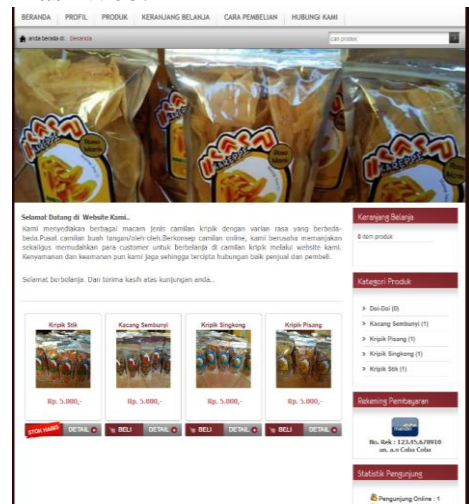 BERANDA PROFIL PRODUK KERANJANG BELANJA CARA PEMBELIAN HUBUNGI KAMI
anda berada di: Beranda
cari produk
Selamat Datang di Website Kami..
Kami menyediakan berbagai macam jenis camilan kripik dengan varian rasa yang berbeda-
beda.Pusat camilan buah tangan/oleh-oleh.Berkonsep camilan online, kami berusaha memanjakan
sekaligus memudahkan para customer untuk berbelanja di camilan kripik melalu website kami.
Kenyamanan dan keamanan pun kami jaga sehingga tercipta hubungan baik penjual dan pembeli.
Selamat berbelanja. Dan terima kasih atas kunjungan anda...
Kripik Stik Kacang Sembunyi Kripik Singkong Kripik Pisang
Rp. 5.000,- Rp. 5.000,- Rp. 5.000,- Rp. 5.000,-
STOK HABIS DETAIL BELI DETAIL BELI DETAIL BELI DETAIL
Keranjang Belanja
0 item produk
Kategori Produk
> Doi-Doi (0)
> Kacang Sembunyi (1)
> Kripik Pisang (1)
> Kripik Singkong (1)
> Kripik Stik (1)
Rekening Pembayaran
mandiri
No. Rek : 123.45.678910
an. a.n Coba Coba
Statistik Pengunjung
Pengunjung Online : 1